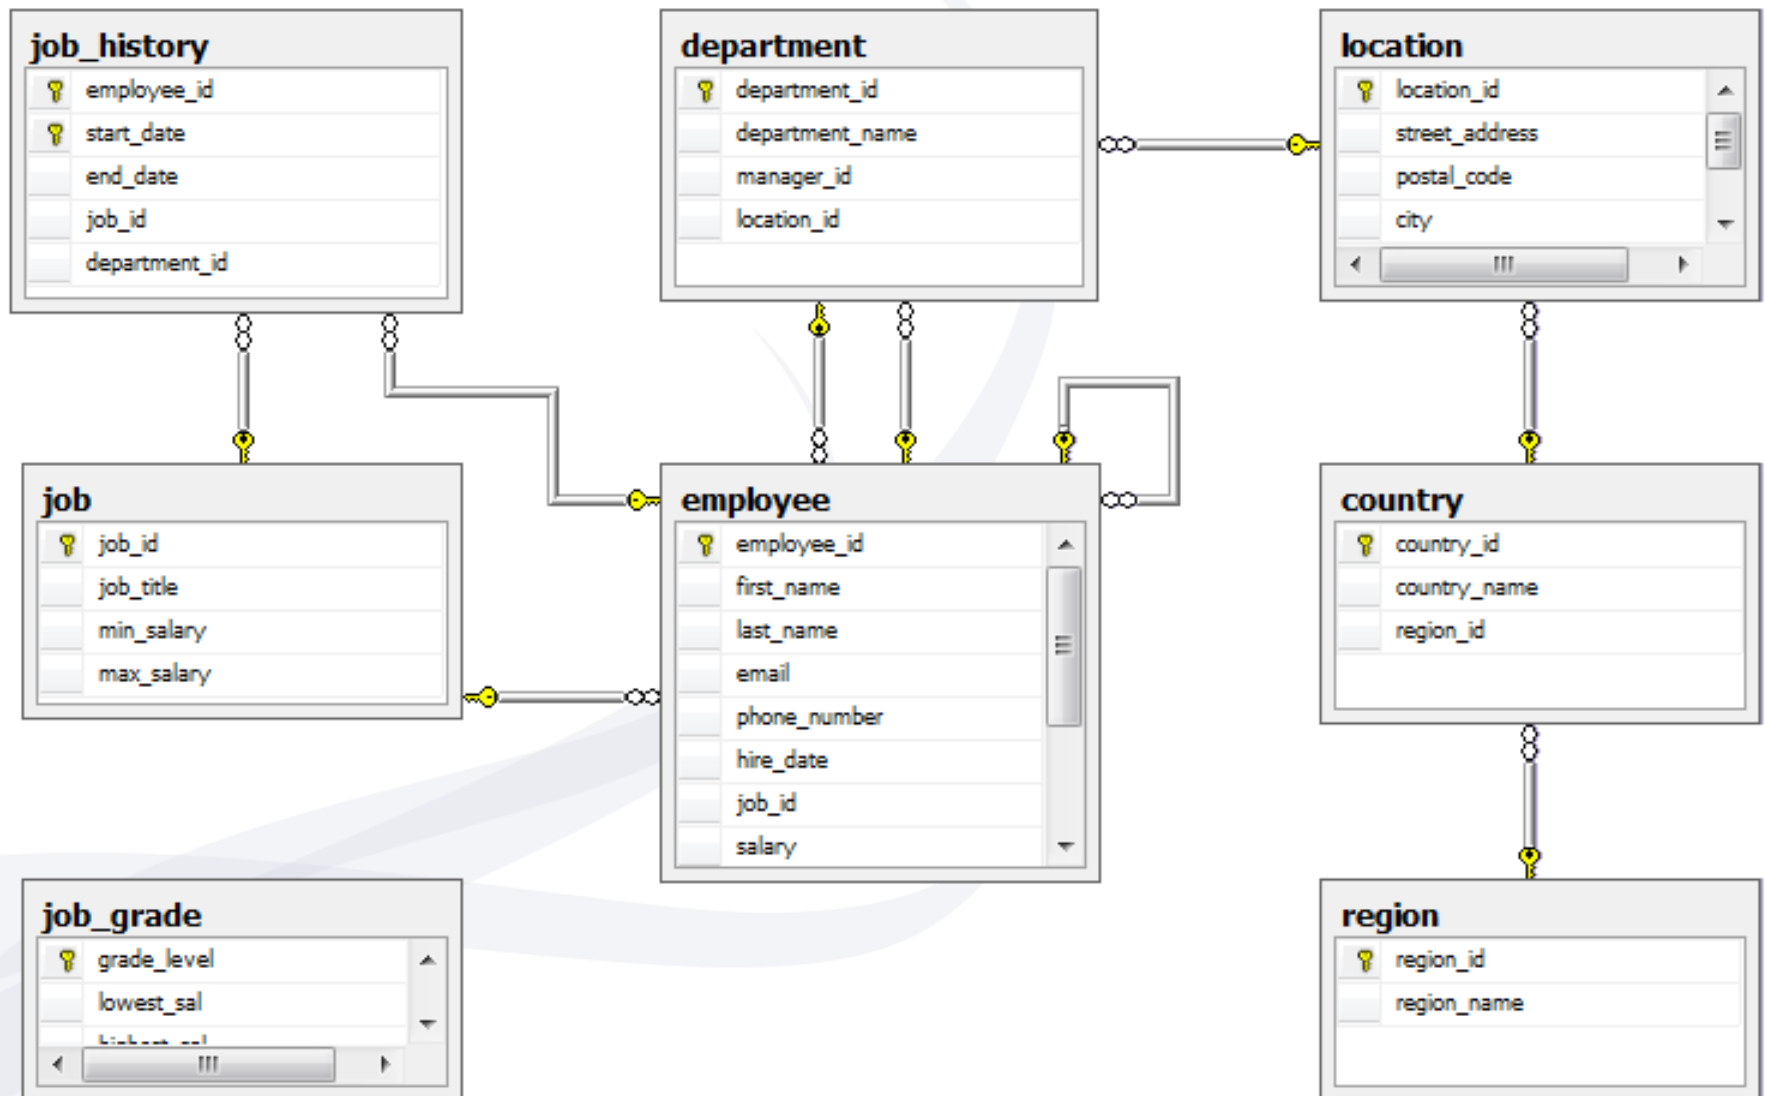 job_history
employee_id
start_date
end_date
job_id
department_id
department
department_id
department_name
manager_id
location_id
location
location_id
street_address
postal_code
city
job
job_id
job_title
min_salary
max_salary
employee
employee_id
first_name
last_name
email
phone_number
hire_date
job_id
salary
country
country_id
country_name
region_id
job_grade
grade_level
lowest_sal
region
region_id
region_name